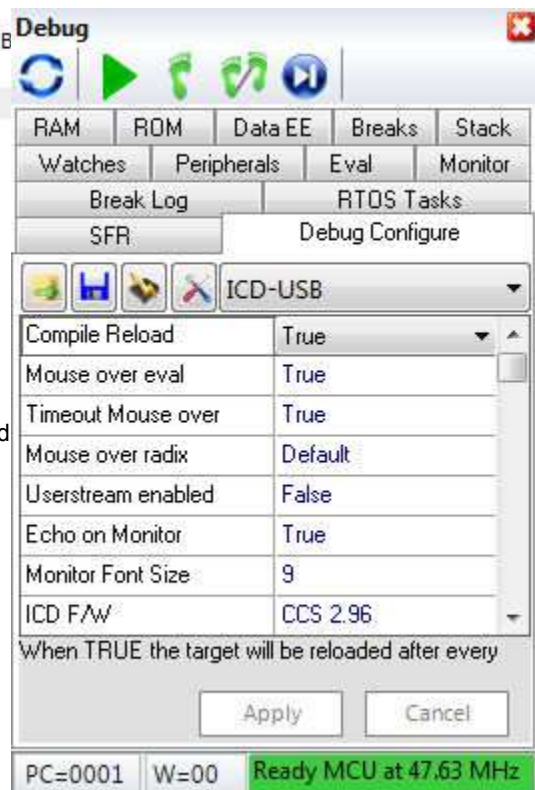 B
Debug
RAM ROM Data EE Breaks Stack
Watches Peripherals Eval Monitor
Break Log RTOS Tasks
SFR Debug Configure
ICD-USB
Compile Reload True
Mouse over eval True
Timeout Mouse over True
d
Mouse over radix Default
Userstream enabled False
Echo on Monitor True
Monitor Font Size 9
ICD F/W CCS 2.96
When TRUE the target will be reloaded after every
Apply Cancel
PC=0001 W=00 Ready MCU at 47.63 MHz